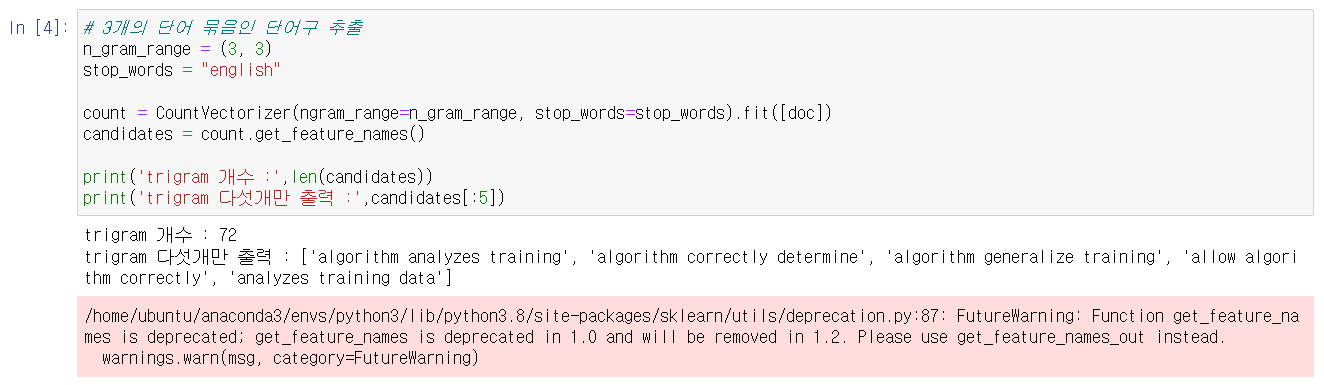 In [4]: # 3개의 단어 묶음인 단어구 추출
n_gram_range = (3, 3)
stop_words = "english"
count = CountVectorizer(ngram_range=n_gram_range, stop_words=stop_words).fit([doc])
candidates = count.get_feature_names()
print('trigram 개수 :',len(candidates))
print('trigram 다섯개만 출력 :',candidates[:5])
trigram 개수 : 72
trigram 다섯개만 출력 : ['algorithm analyzes training', 'algorithm correctly determine', 'algorithm generalize training', 'allow algori
thm correctly', 'analyzes training data']
/home/ubuntu/anaconda3/envs/python3/lib/python3.8/site-packages/sklearn/utils/deprecation.py:87: FutureWarning: Function get_feature_na
mes is deprecated; get_feature_names is deprecated in 1.0 and will be removed in 1.2. Please use get_feature_names_out instead.
warnings.warn(msg, category=FutureWarning)